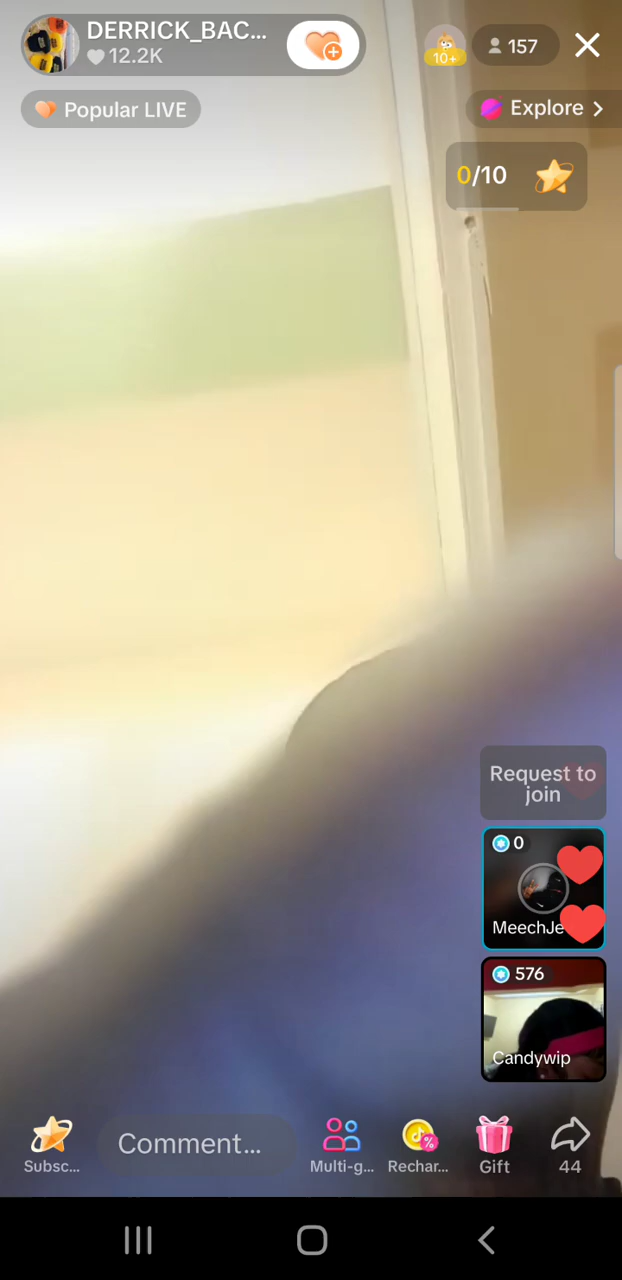 DERRICK_BAC...
12.2K
10+
157
Popular LIVE
Explore
0/10
Request to
join
0
MeechJe
576
Candywip
Subsc...
Comment...
Multi-g...
Rechar...
Gift
44